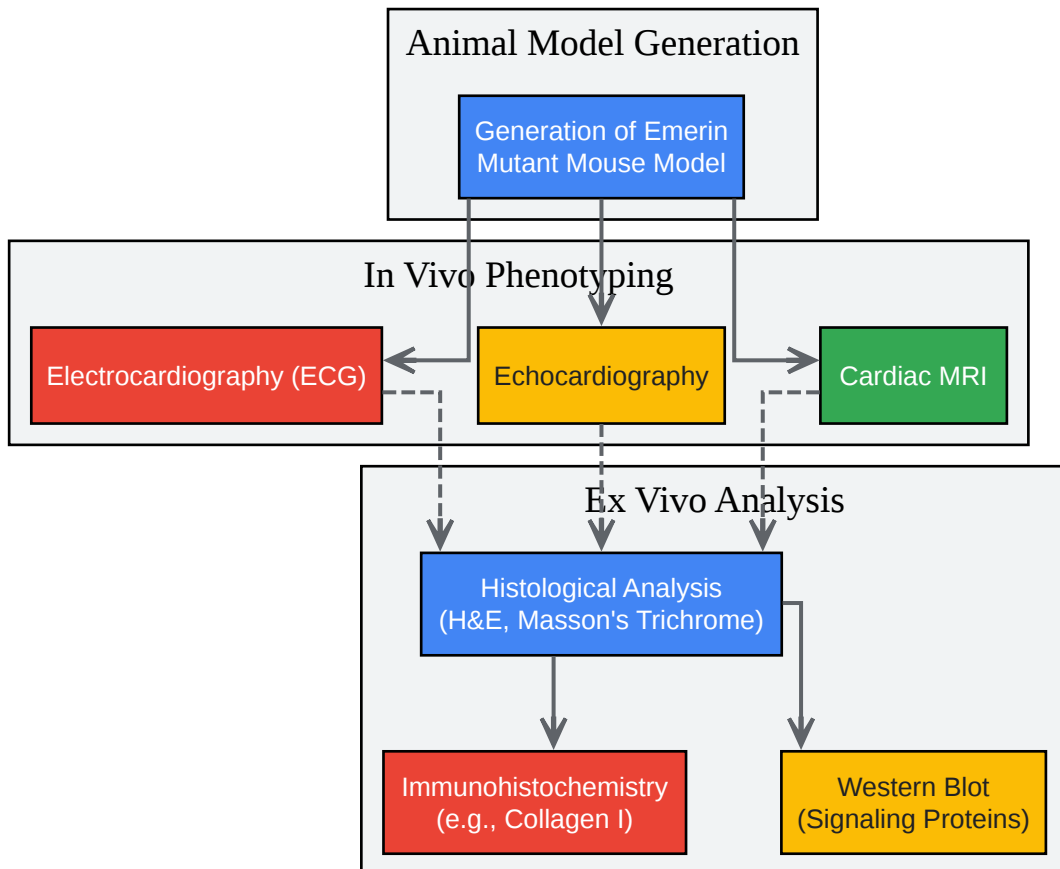 Animal Model Generation
Generation of Emerin
Mutant Mouse Model
In Vivo Phenotyping
Electrocardiography (ECG)
Echocardiography
Cardiac MRI
Ex Vivo Analysis
Histological Analysis
(H&E, Masson's Trichrome)
Immunohistochemistry
(e.g., Collagen I)
Western Blot
(Signaling Proteins)